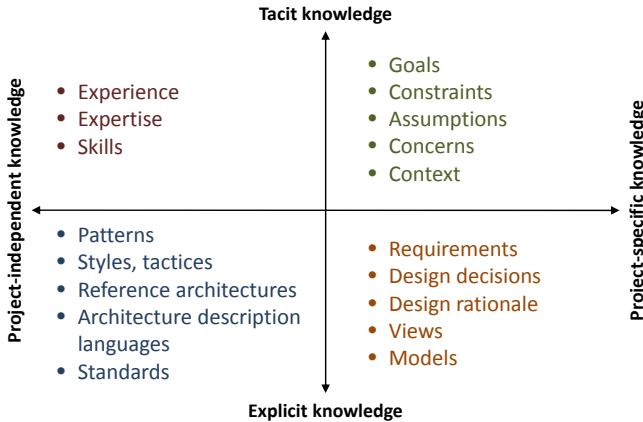 Tacit knowledge
Project-independent knowledge
• Experience
• Expertise
• Skills
• Goals
• Constraints
• Assumptions
• Concerns
• Context
Project-specific knowledge
• Patterns
• Styles, tactices
• Reference architectures
• Architecture description
languages
• Standards
• Requirements
• Design decisions
• Design rationale
• Views
• Models
Explicit knowledge